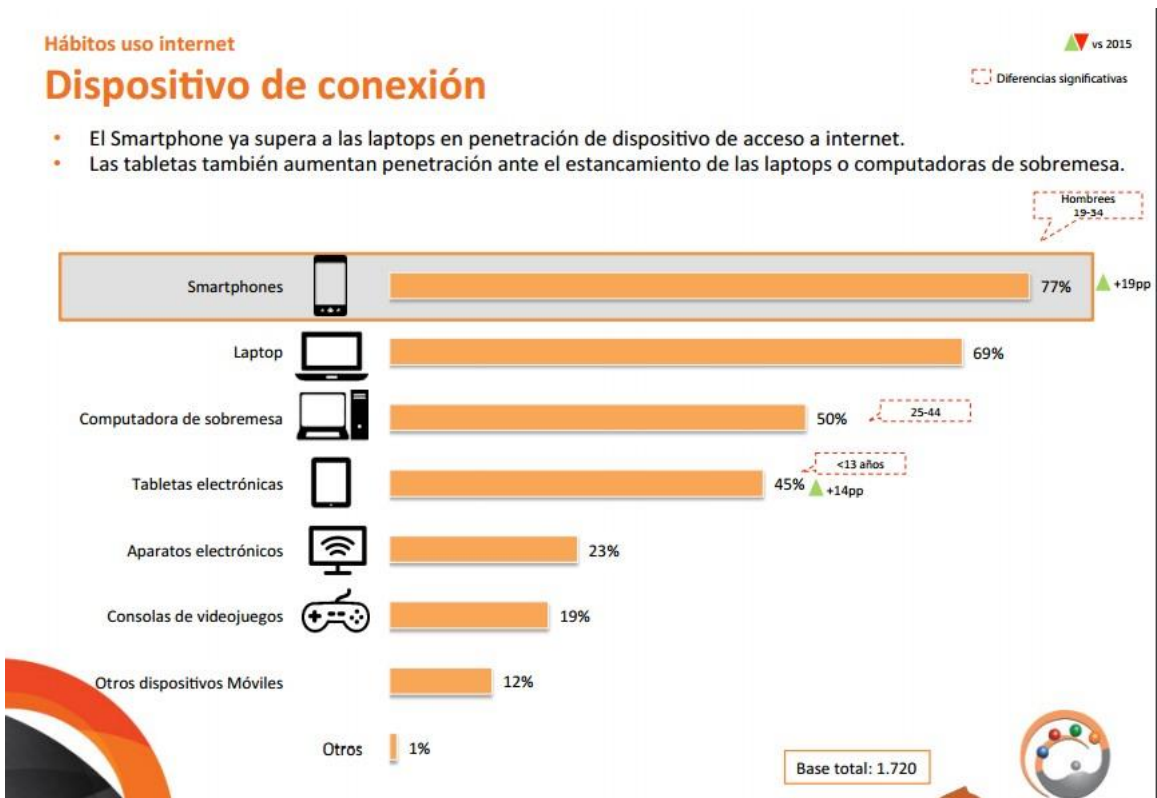 Hábitos uso internet
Dispositivo de conexión
vs 2015
Diferencias significativas
• El Smartphone ya supera a las laptops en penetración de dispositivo de acceso a internet.
• Las tabletas también aumentan penetración ante el estancamiento de las laptops o computadoras de sobremesa.
Hombrees
19-34
Smartphones 77% +19pp
Laptop 69%
Computadora de sobremesa 50% 25-44
<13 años
Tabletas electrónicas 45% +14pp
Aparatos electrónicos 23%
Consolas de videojuegos 19%
Otros dispositivos Móviles 12%
Otros 1%
Base total: 1.720